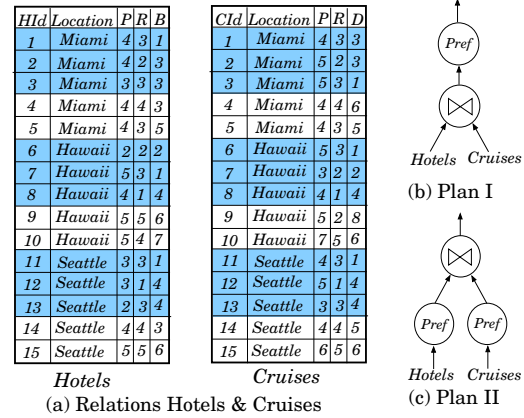 HId Location P R B
1 Miami 4 3 1
2 Miami 4 2 3
3 Miami 3 3 3
4 Miami 4 4 3
5 Miami 4 3 5
6 Hawaii 2 2 2
7 Hawaii 5 3 1
8 Hawaii 4 1 4
9 Hawaii 5 5 6
10 Hawaii 5 4 7
11 Seattle 3 3 1
12 Seattle 3 1 4
13 Seattle 2 3 4
14 Seattle 4 4 3
15 Seattle 5 5 6
Hotels
CId Location P R D
1 Miami 4 3 1
2 Miami 5 2 3
3 Miami 5 3 1
4 Miami 4 4 6
5 Miami 4 3 5
6 Hawaii 5 3 1
7 Hawaii 3 2 2
8 Hawaii 4 1 4
9 Hawaii 5 2 8
10 Hawaii 7 5 6
11 Seattle 4 3 1
12 Seattle 5 1 4
13 Seattle 3 3 4
14 Seattle 4 4 5
15 Seattle 6 5 6
Cruises
(a) Relations Hotels & Cruises
Pref
Hotels Cruises
(b) Plan I
Pref Pref
Hotels Cruises
(c) Plan II